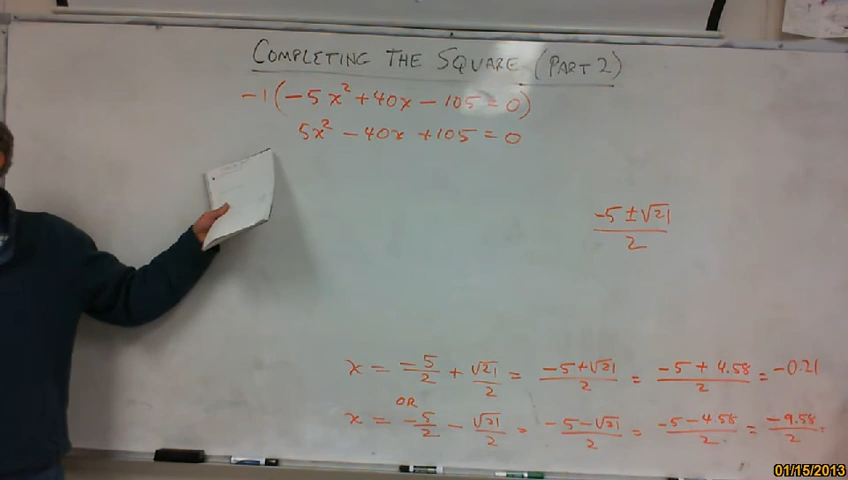 COMPLETING THE SQUARE (PART 2)
-1(-5x² + 40x - 105 = 0)
5x² - 40x + 105 = 0
-5 ± √21
2
x = -5/2 + √21/2 = -5+√21/2 = -5 + 4.58/2 = -0.21
OR
x = -5/2 - √21/2 = -5-√21/2 = -5-4.58/2 = -9.58/2 =
01/15/2013